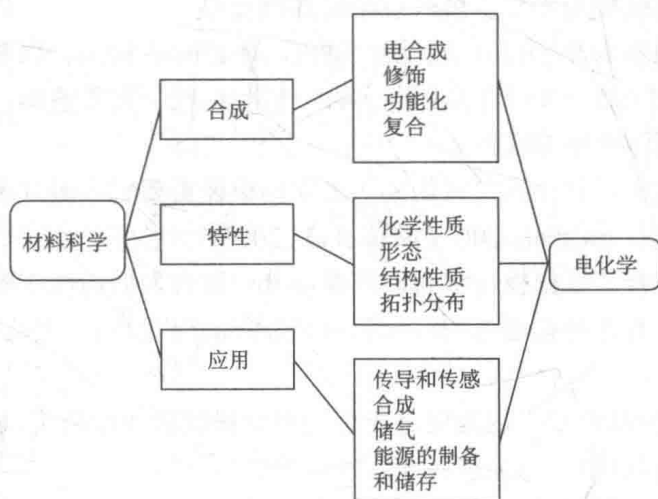 材料科学
合成
特性
应用
电合成
修饰
功能化
复合
化学性质
形态
结构性质
拓扑分布
传导和传感
合成
储气
能源的制备
和储存
电化学